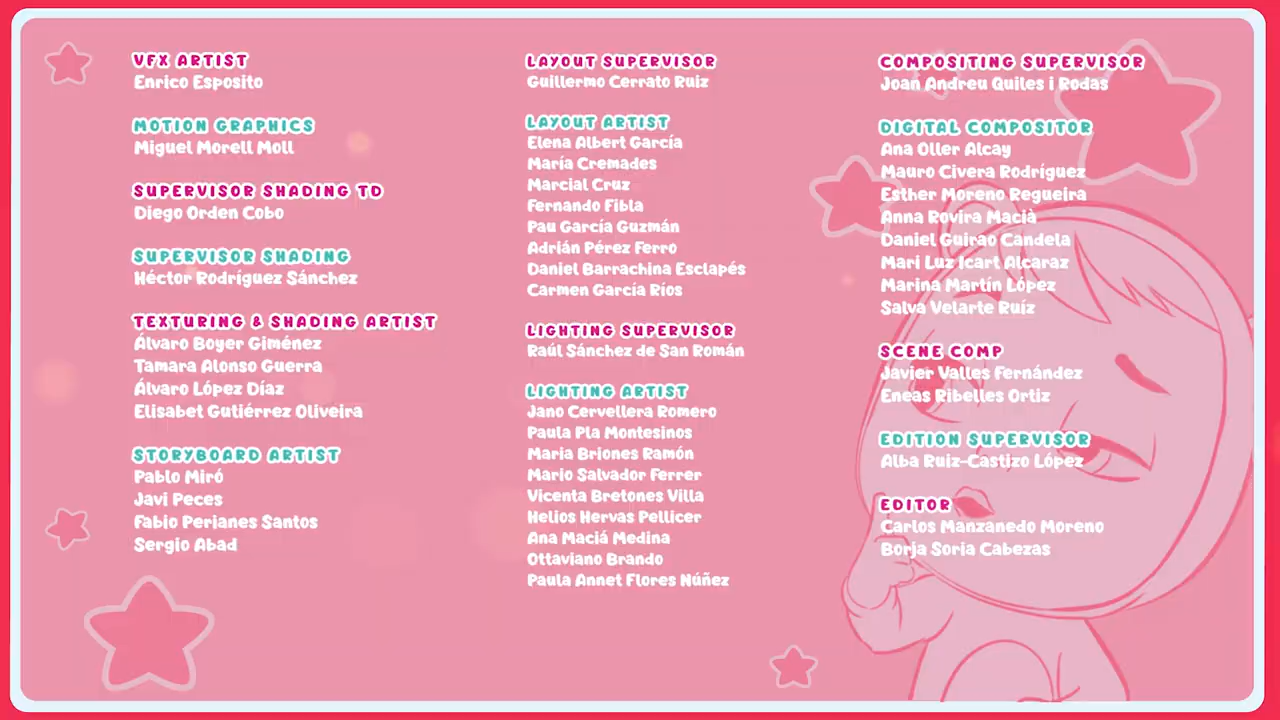 VFX ARTIST
Enrico Esposito
MOTION GRAPHICS
Miguel Morell Moll
SUPERVISOR SHADING TD
Diego Orden Cobo
SUPERVISOR SHADING
Héctor Rodríguez Sánchez
TEXTURING & SHADING ARTIST
Álvaro Boyer Giménez
Tamara Alonso Guerra
Álvaro López Díaz
Elisabet Gutiérrez Oliveira
STORYBOARD ARTIST
Pablo Miró
Javi Peces
Fabio Perianes Santos
Sergio Abad
LAYOUT SUPERVISOR
Guillermo Cerrato Ruiz
LAYOUT ARTIST
Elena Albert García
María Cremades
Marcial Cruz
Fernando Fibla
Pau García Guzmán
Adrián Pérez Ferro
Daniel Barrachina Esclapés
Carmen García Ríos
LIGHTING SUPERVISOR
Raúl Sánchez de San Román
LIGHTING ARTIST
Jano Cervellera Romero
Paula Pla Montesinos
Maria Briones Ramón
Mario Salvador Ferrer
Vicenta Bretones Villa
Helios Hervas Pellicer
Ana Maciá Medina
Ottaviano Brando
Paula Annet Flores Núñez
COMPOSITING SUPERVISOR
Joan Andreu Quiles i Rodas
DIGITAL COMPOSITOR
Ana Oller Alcay
Mauro Civera Rodríguez
Esther Moreno Regueira
Anna Rovira Macià
Daniel Guirao Candela
Mari Luz Icart Alcaraz
Marina Martín López
Salva Velarte Ruíz
SCENE COMP
Javier Valles Fernández
Eneas Ribelles Ortiz
EDITION SUPERVISOR
Alba Ruiz-Castizo López
EDITOR
Carlos Manzanedo Moreno
Borja Soria Cabezas